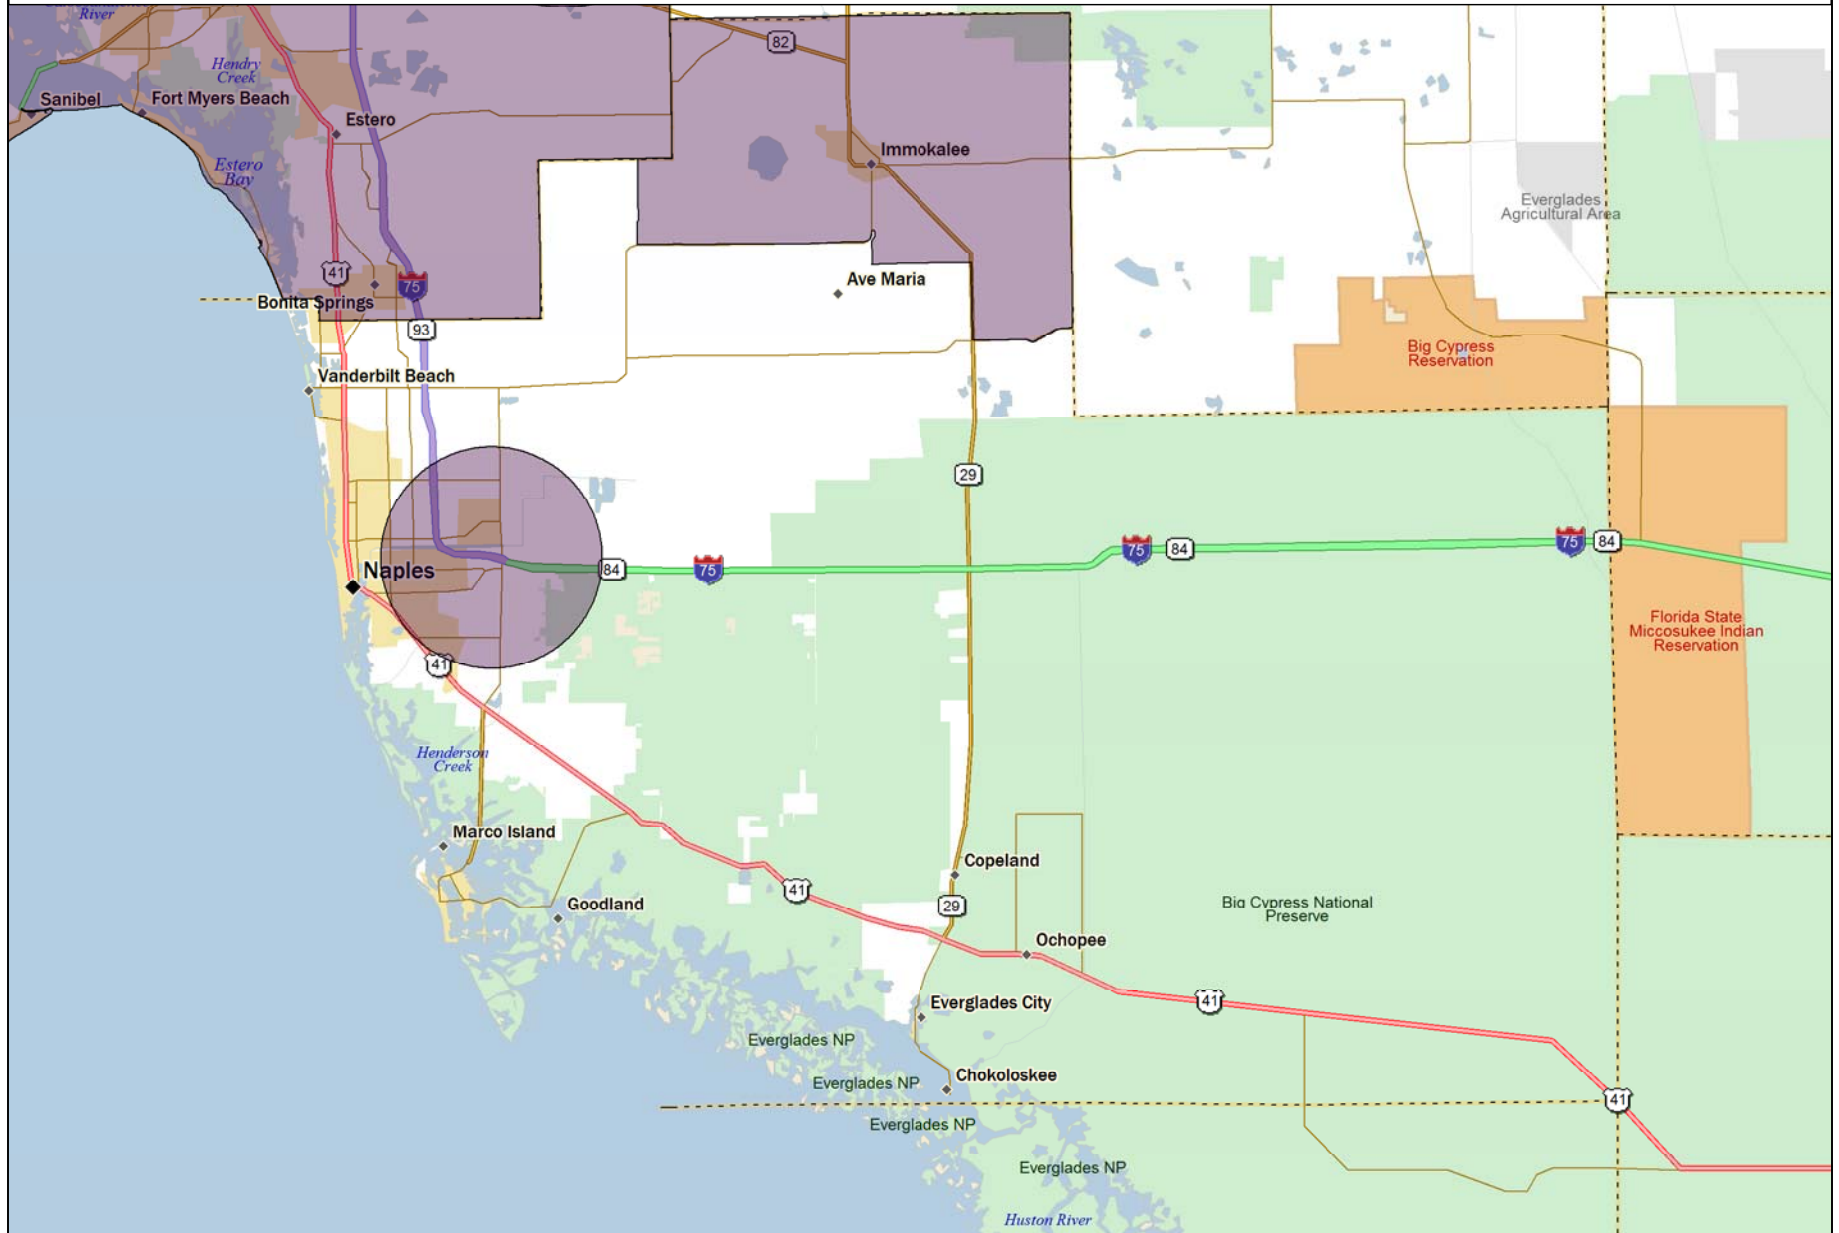 River
82
Hendry
Creek
Sanibel
Fort Myers Beach
Estero
Immokalee
Estero
Bay
Everglades
Agricultural Area
41
75
Ave Maria
Bonita Springs
93
Big Cypress
Reservation
Vanderbilt Beach
29
75
84
75
84
Naples
84
75
Florida State
Miccosukee Indian
Reservation
41
Henderson
Creek
Marco Island
Copeland
41
29
Big Cypress National
Preserve
Goodland
Ochopee
Everglades City
41
Everglades NP
Chokoloskee
Everglades NP
41
Everglades NP
Everglades NP
Huston River